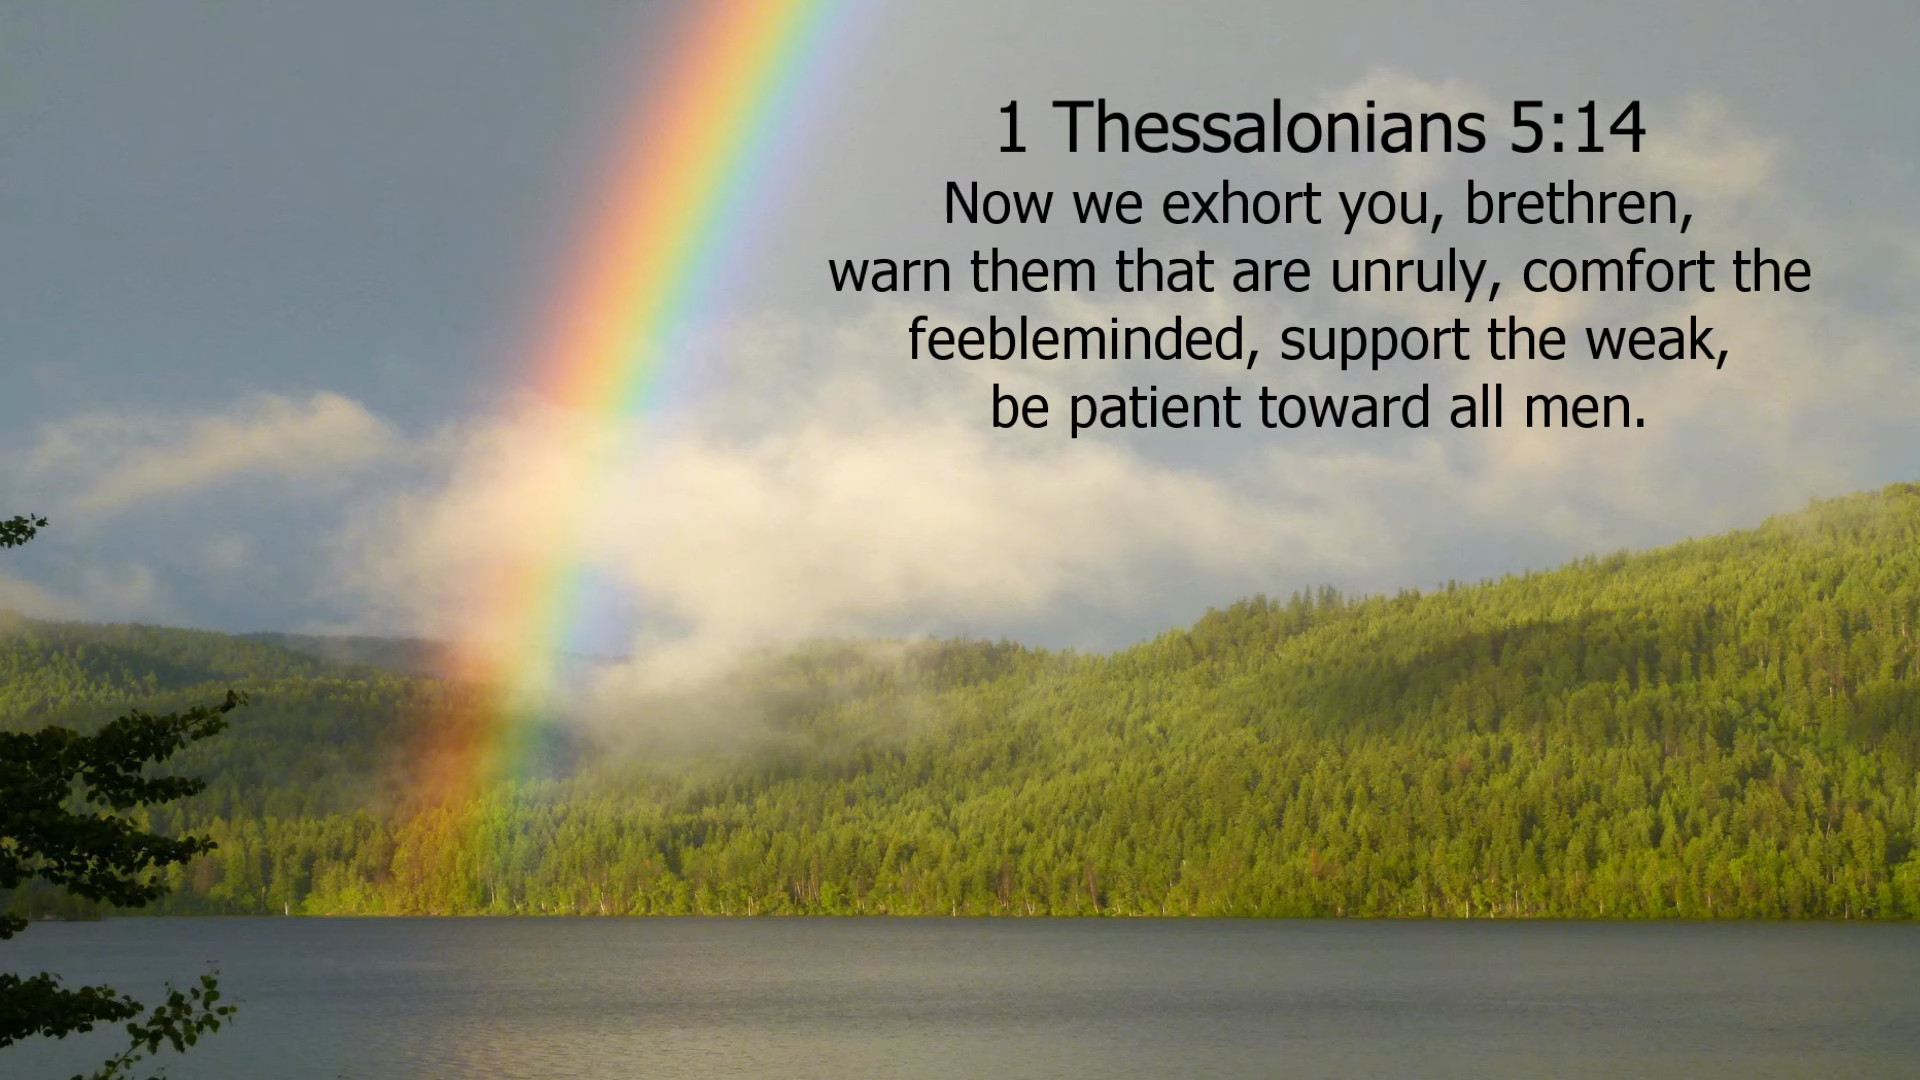 1 Thessalonians 5:14
Now we exhort you, brethren,
warn them that are unruly, comfort the
feebleminded, support the weak,
be patient toward all men.